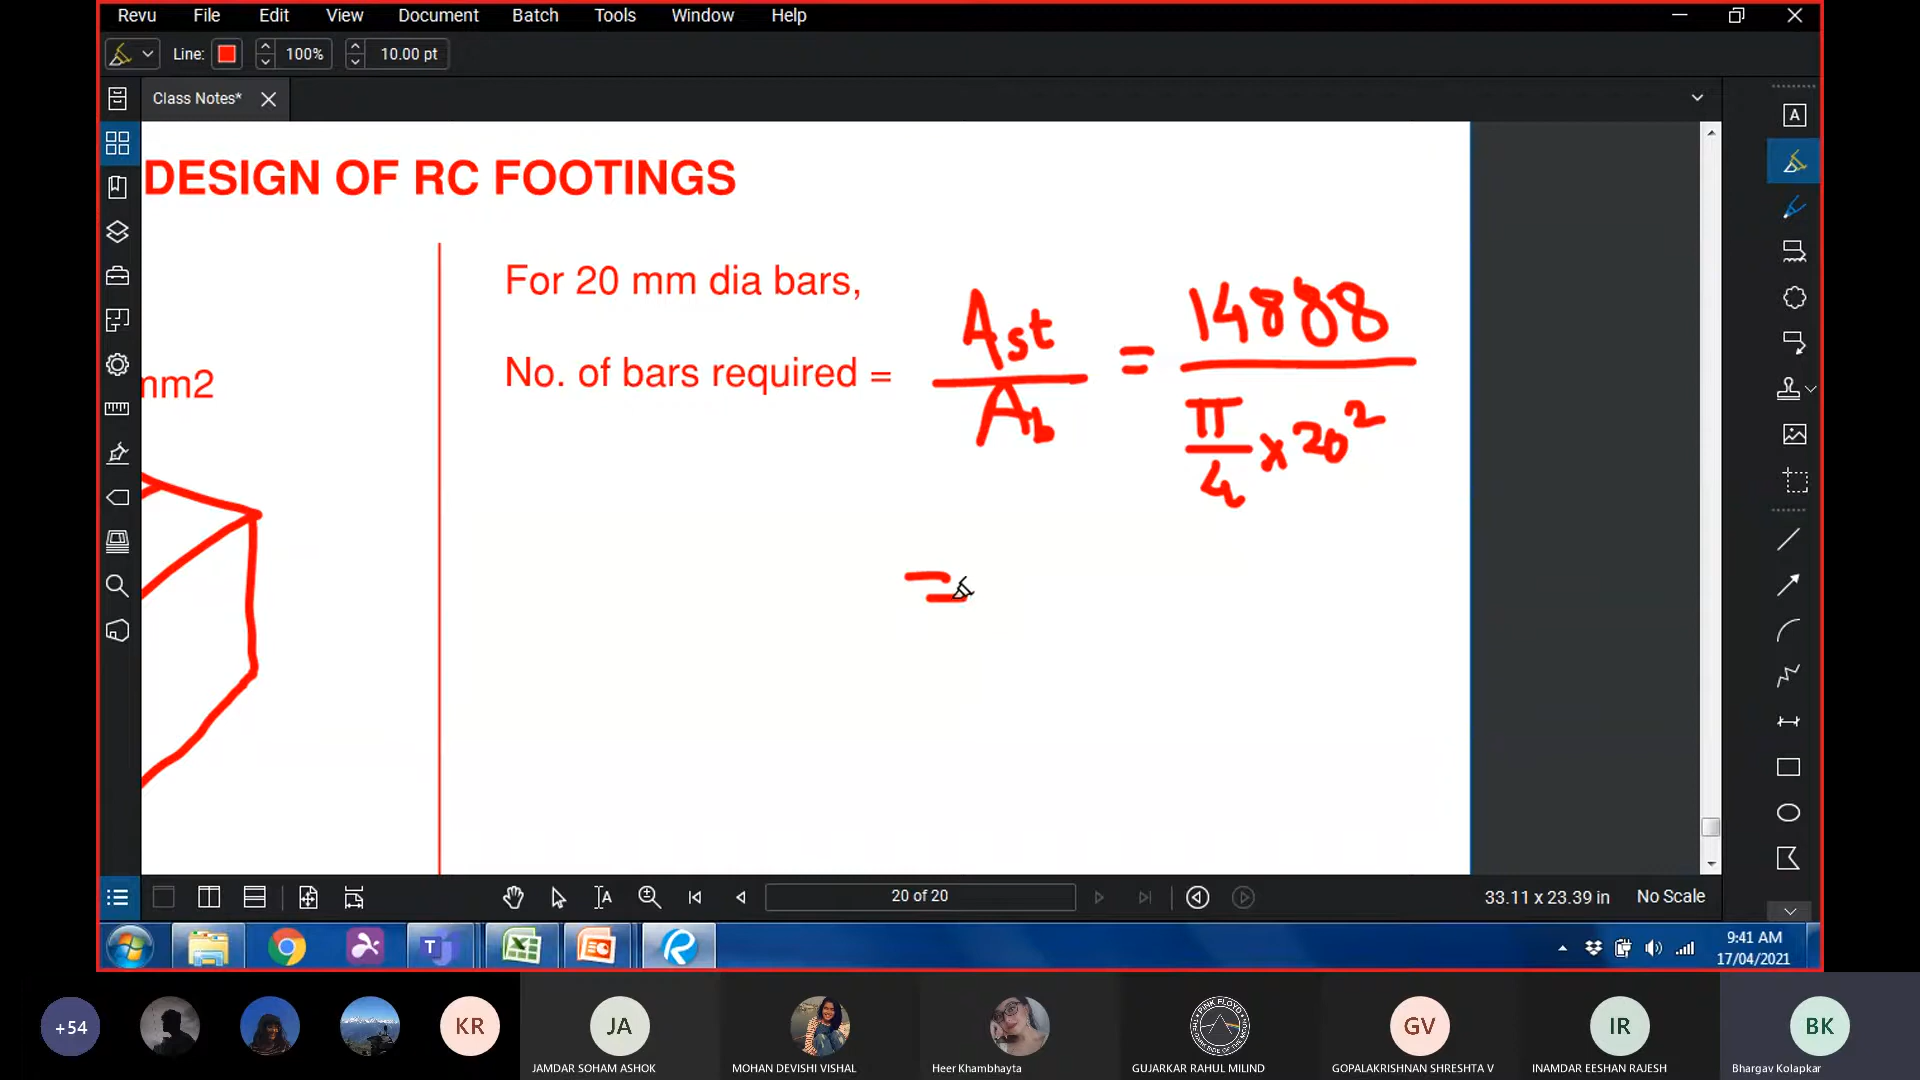 Revu File Edit View Document Batch Tools Window Help
Line: 100% 10.00 pt
Class Notes*
DESIGN OF RC FOOTINGS
For 20 mm dia bars,
No. of bars required = Ast / Ab = 14888 / π/4 x 20²
mm2
=
20 of 20
33.11 x 23.39 in No Scale
9:41 AM
17/04/2021
+54
KR
JA
GV
IR
BK
JAMDAR SOHAM ASHOK
MOHAN DEVISHI VISHAL
Heer Khambhayta
GUJARKAR RAHUL MILIND
GOPALAKRISHNAN SHRESHTA V
INAMDAR EESHAN RAJESH
Bhargav Kolapkar